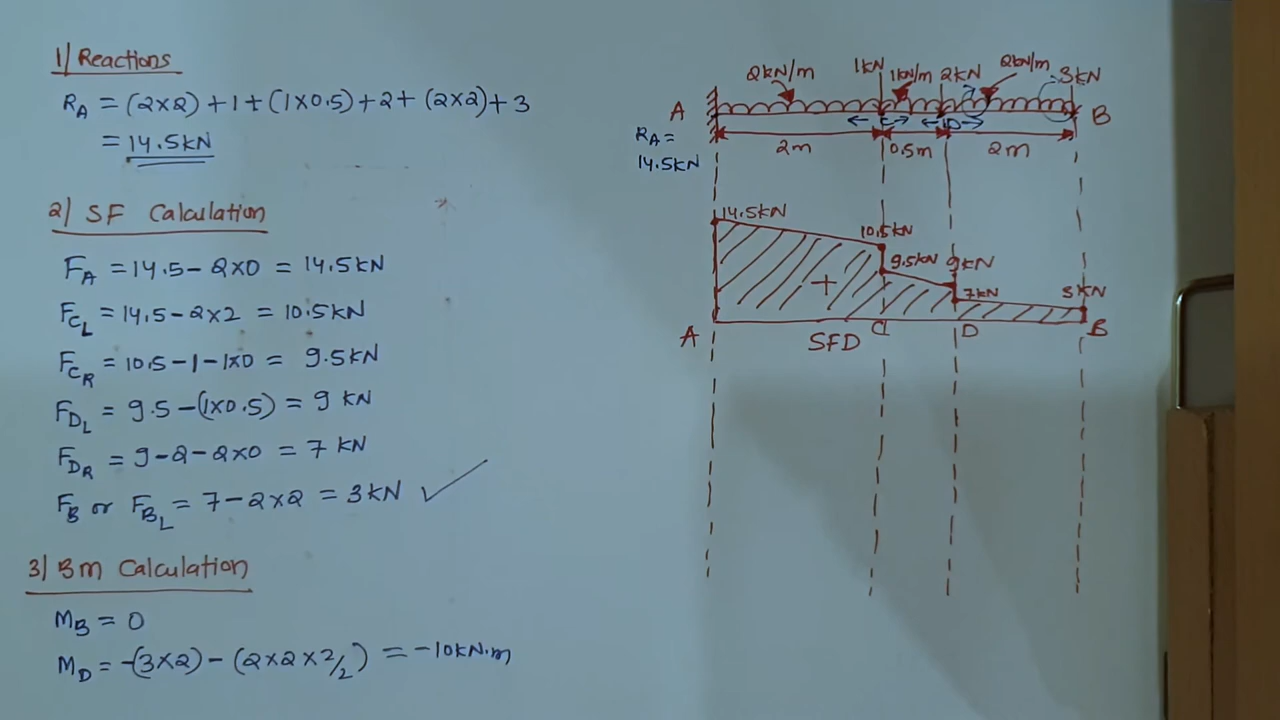 1) Reactions
RA = (2×2) + 1 + (1×0.5) + 2 + (2×2) + 3
= 14.5KN
2) SF Calculation
FA = 14.5 - 2×0 = 14.5KN
FCL = 14.5 - 2×2 = 10.5KN
FCR = 10.5 - 1 - 1×0 = 9.5KN
FDL = 9.5 - (1×0.5) = 9 KN
FDR = 9 - 2 - 2×0 = 7 KN
FB or FBL = 7 - 2×2 = 3KN ✓
3) Bm Calculation
MB = 0
MD = -(3×2) - (2×2×2/2) = -10KN.m
2KN/m 1KN 1KN/m 2KN 2KN/m 3KN
A C D B
RA =
14.5KN
2m 0.5m 2m
14.5KN 10.5KN
9.5KN 9KN
+ 7KN 3KN
A C D B
SFD